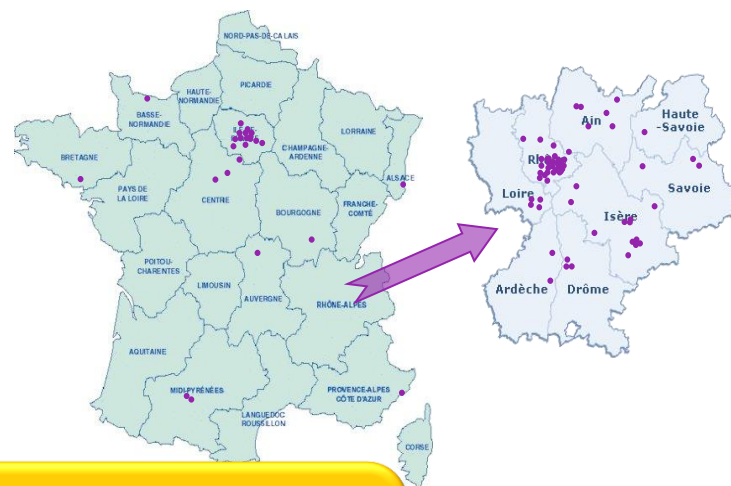 NORD-PAS-DE-CALAIS
HAUTE-
NORMANDIE
PICARDIE
BASSE-
NORMANDIE
CHAMPAGNE-
ARDENNE
LORRAINE
ALSACE
BRETAGNE
PAYS DE
LA LOIRE
CENTRE
BOURGOGNE
FRANCHE-
COMTÉ
POITOU-
CHARENTES
LIMOUSIN
AUVERGNE
RHÔNE-ALPES
AQUITAINE
MIDI-PYRÉNÉES
LANGUEDOC
ROUSSILLON
PROVENCE-ALPES
CÔTE D'AZUR
CORSE
Ain
Haute
-Savoie
Loire
Savoie
Isère
Ardèche
Drôme